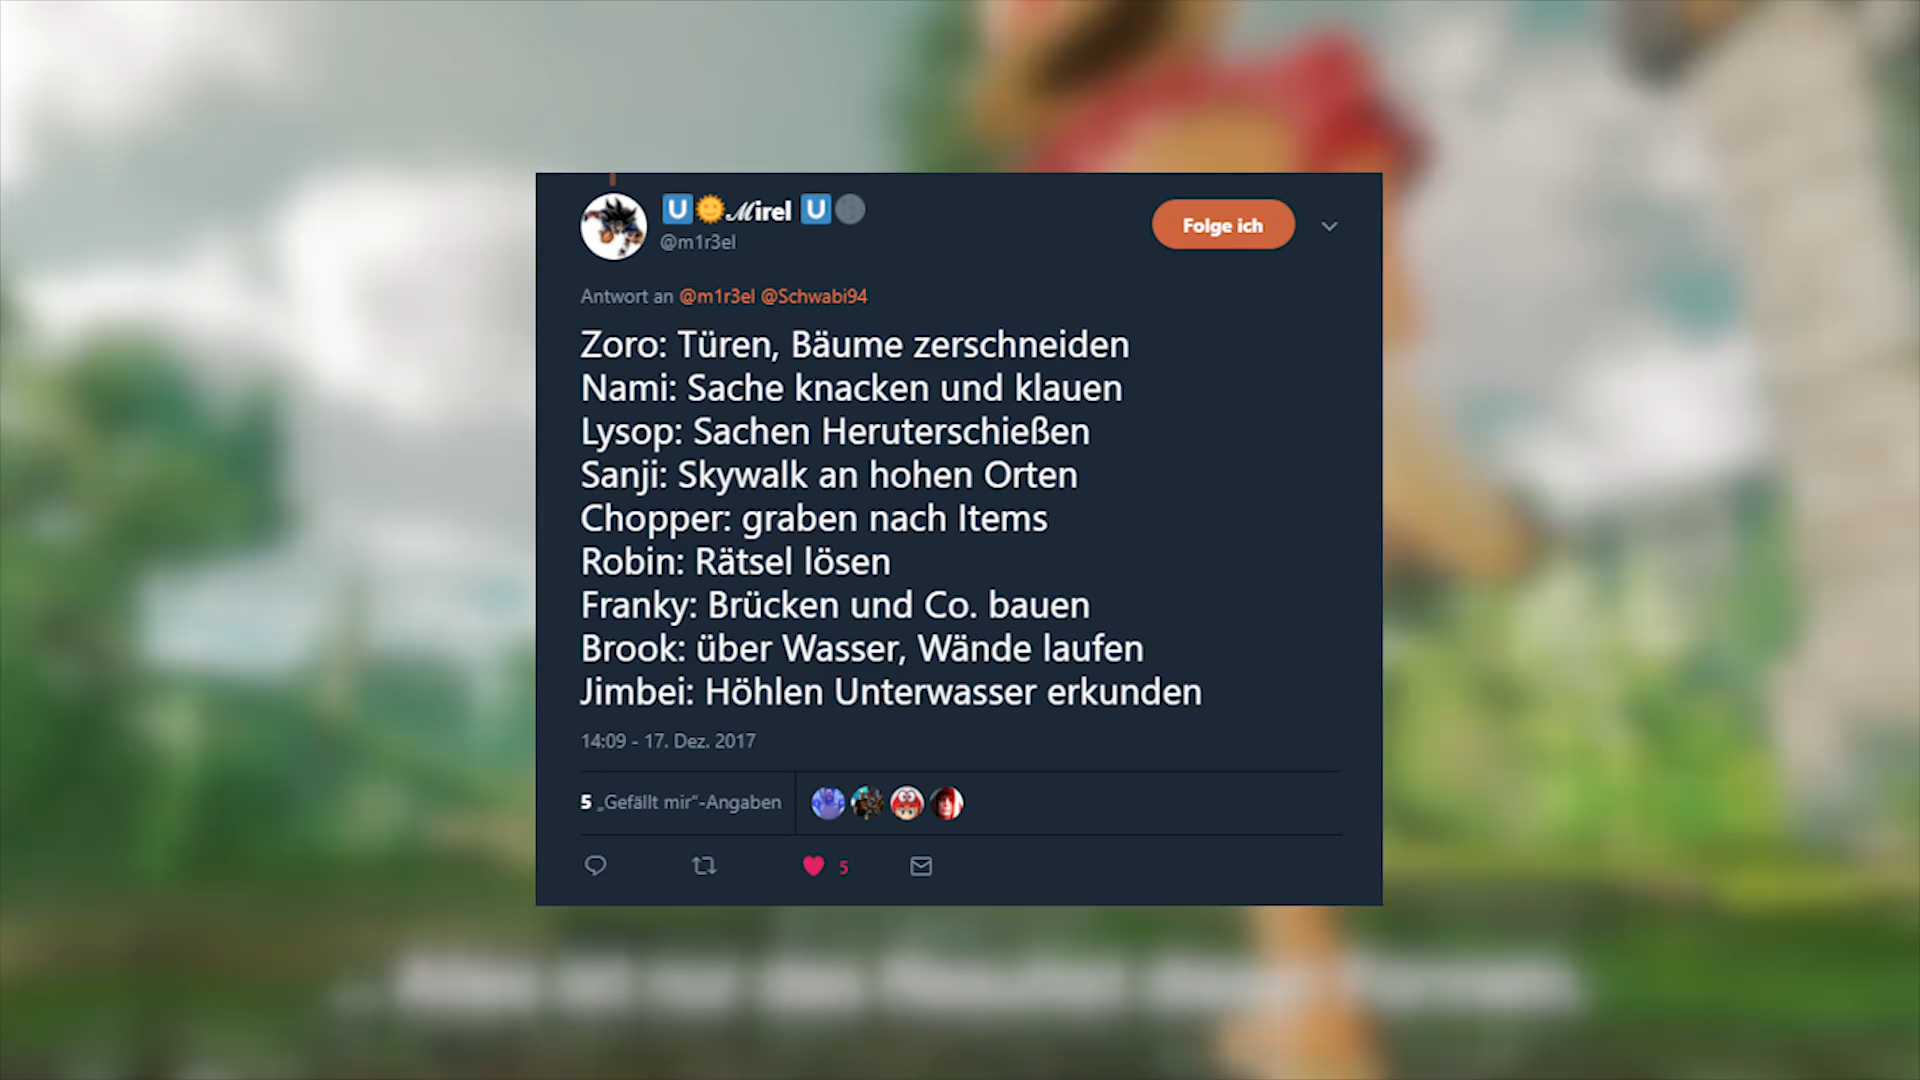 U🌞ℳirel U
@m1r3el
Folge ich
Antwort an @m1r3el @Schwabi94
Zoro: Türen, Bäume zerschneiden
Nami: Sache knacken und klauen
Lysop: Sachen Heruterschießen
Sanji: Skywalk an hohen Orten
Chopper: graben nach Items
Robin: Rätsel lösen
Franky: Brücken und Co. bauen
Brook: über Wasser, Wände laufen
Jimbei: Höhlen Unterwasser erkunden
14:09 - 17. Dez. 2017
5 „Gefällt mir“-Angaben
5